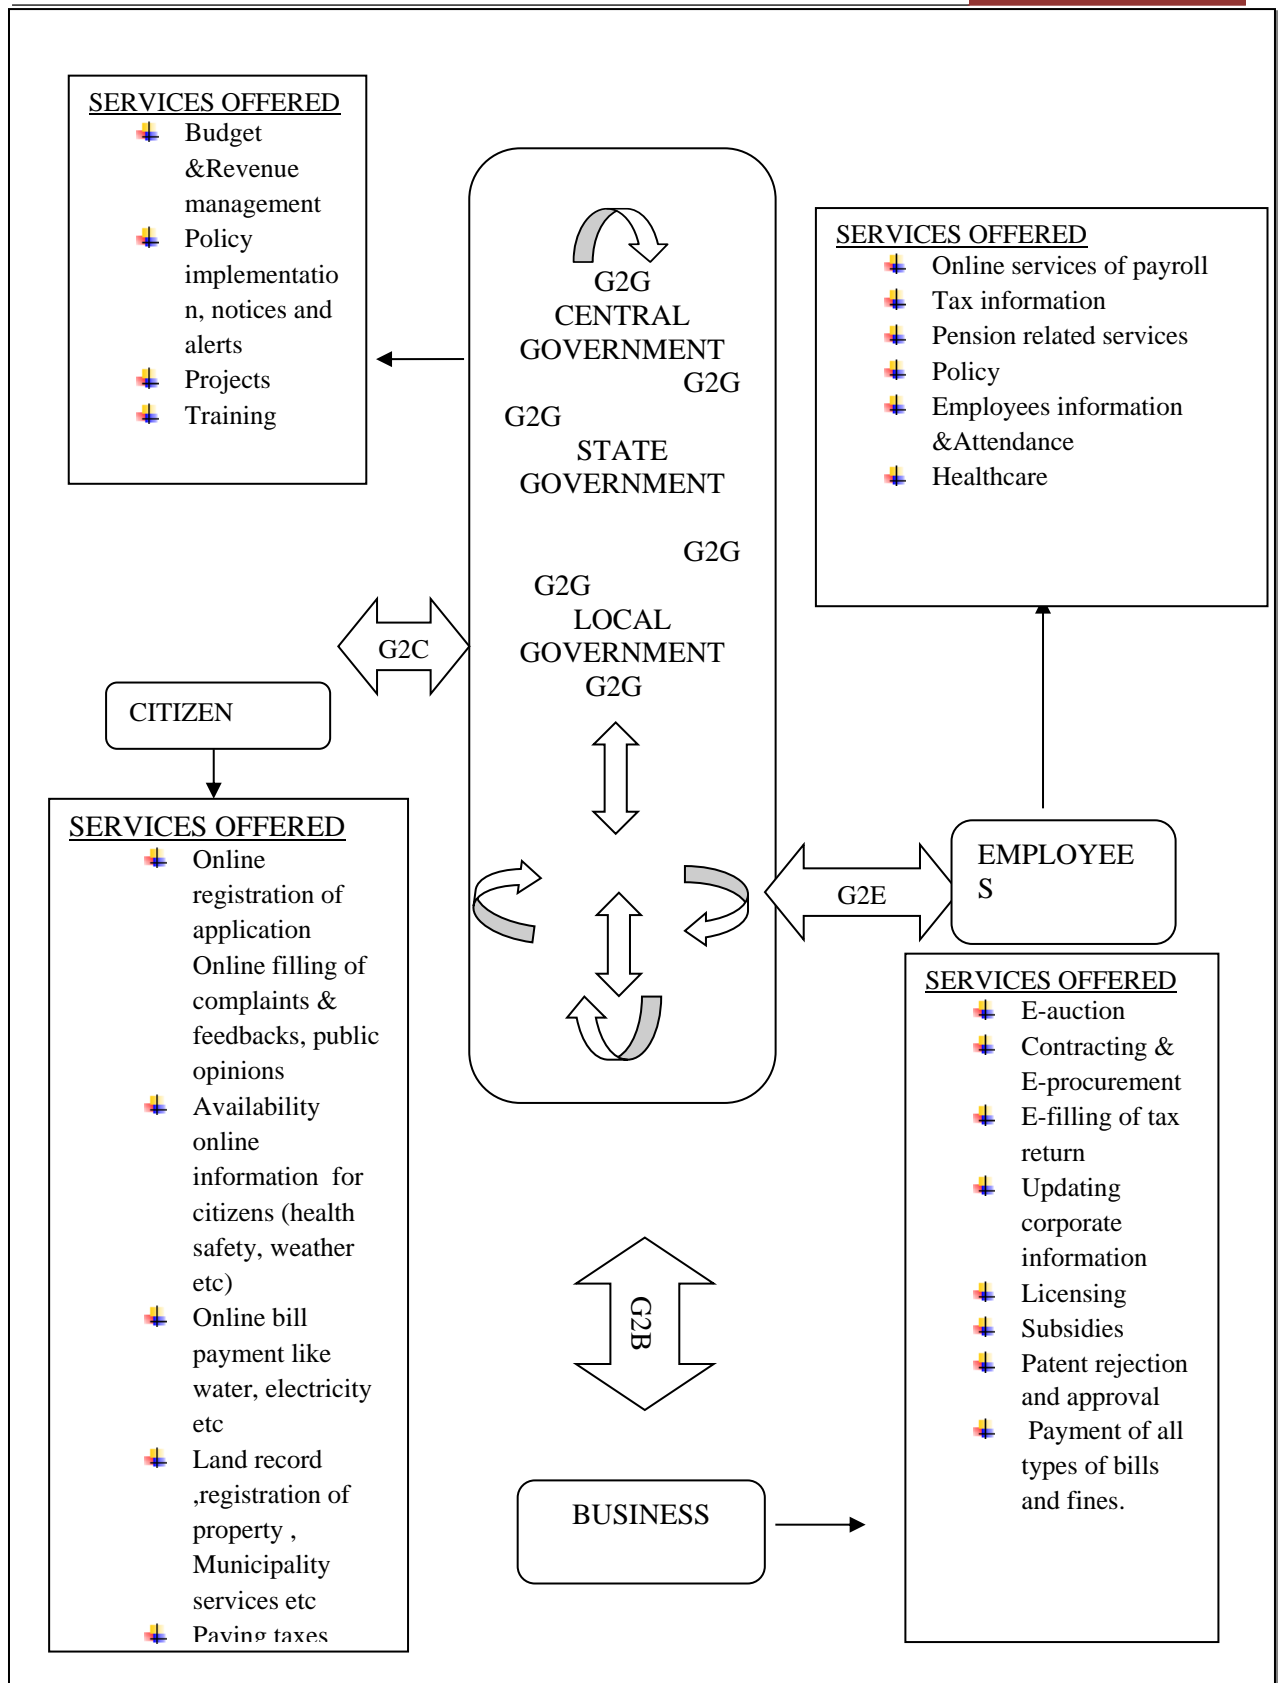 SERVICES OFFERED
Budget
&Revenue
management
Policy
implementatio
n, notices and
alerts
Projects
Training
G2G
CENTRAL
GOVERNMENT
G2G
G2G
STATE
GOVERNMENT
G2G
G2G
LOCAL
GOVERNMENT
G2G
SERVICES OFFERED
Online services of payroll
Tax information
Pension related services
Policy
Employees information
&Attendance
Healthcare
G2C
CITIZEN
SERVICES OFFERED
Online
registration of
application
Online filling of
complaints &
feedbacks, public
opinions
Availability
online
information for
citizens (health
safety, weather
etc)
Online bill
payment like
water, electricity
etc
Land record
,registration of
property ,
Municipality
services etc
Paying taxes
G2E
EMPLOYEE
S
SERVICES OFFERED
E-auction
Contracting &
E-procurement
E-filling of tax
return
Updating
corporate
information
Licensing
Subsidies
Patent rejection
and approval
Payment of all
types of bills
and fines.
G2B
BUSINESS